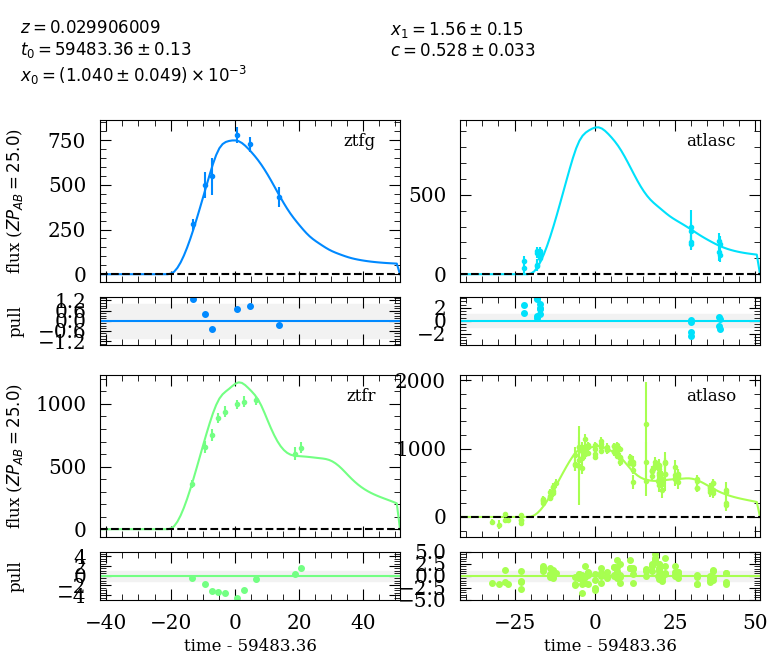 z = 0.029906009
t₀ = 59483.36 ± 0.13
x₀ = (1.040 ± 0.049) × 10⁻³
x₁ = 1.56 ± 0.15
c = 0.528 ± 0.033
flux (ZP_AB = 25.0)
750
500
250
0
ztfg
500
0
atlasc
pull
1.2
0.6
0.0
−0.6
−1.2
2
0
−2
flux (ZP_AB = 25.0)
1000
500
0
ztfr
2000
1000
0
atlaso
pull
4
2
0
−2
−4
5.0
2.5
0.0
−2.5
−5.0
−40 −20 0 20 40
−25 0 25 50
time - 59483.36
time - 59483.36